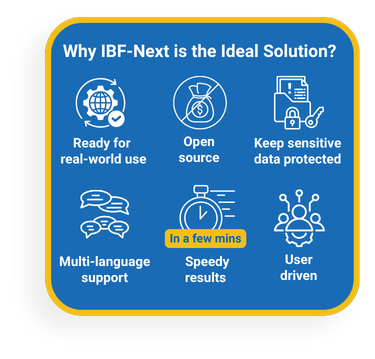 Why IBF-Next is the Ideal Solution?
Ready for
real-world use
Open
source
Keep sensitive
data protected
Multi-language
support
In a few mins
Speedy
results
User
driven